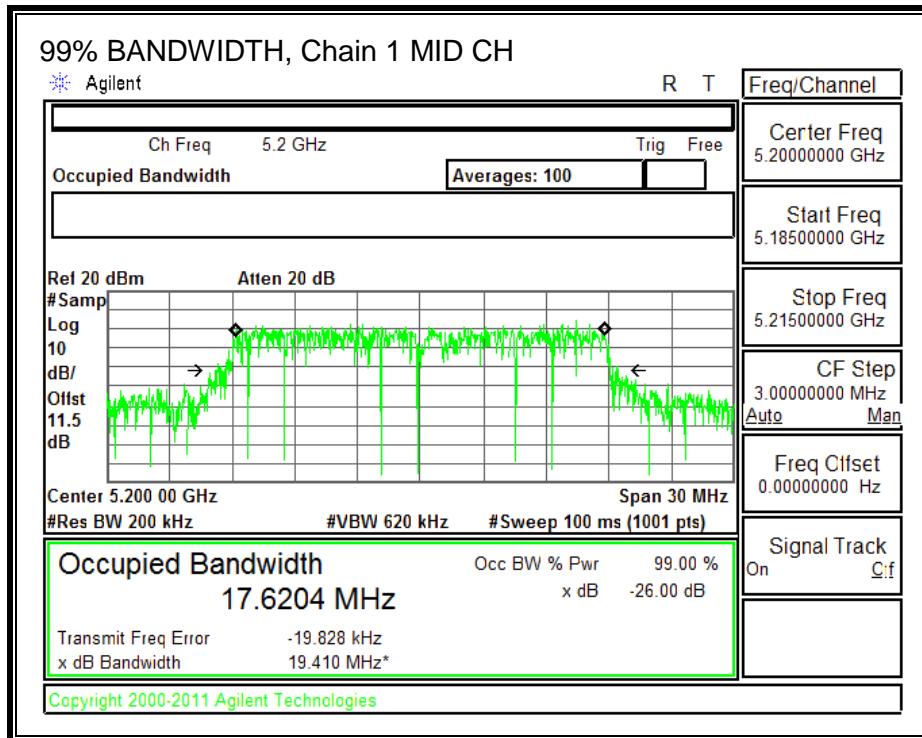 99% BANDWIDTH, Chain 1 MID CH
Agilent R T
Freq/Channel
Ch Freq 5.2 GHz Trig Free
Occupied Bandwidth Averages: 100
Center Freq
5.20000000 GHz
Start Freq
5.18500000 GHz
Stop Freq
5.21500000 GHz
CF Step
3.00000000 MHz
Auto Man
Freq Offset
0.00000000 Hz
Signal Track
On Off
Ref 20 dBm Atten 20 dB
#Samp
Log
10
dB/
Offst
11.5
dB
Center 5.200 00 GHz Span 30 MHz
#Res BW 200 kHz #VBW 620 kHz #Sweep 100 ms (1001 pts)
Occupied Bandwidth
17.6204 MHz
Occ BW % Pwr 99.00 %
x dB -26.00 dB
Transmit Freq Error -19.828 kHz
x dB Bandwidth 19.410 MHz*
Copyright 2000-2011 Agilent Technologies